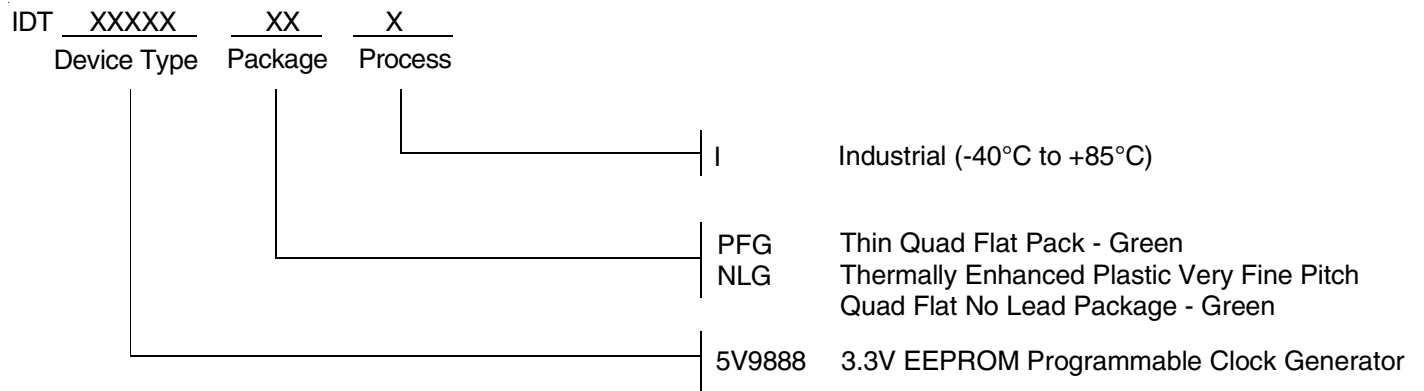 IDT XXXXX XX X
Device Type Package Process
I Industrial (-40°C to +85°C)
PFG Thin Quad Flat Pack - Green
NLG Thermally Enhanced Plastic Very Fine Pitch
Quad Flat No Lead Package - Green
5V9888 3.3V EEPROM Programmable Clock Generator